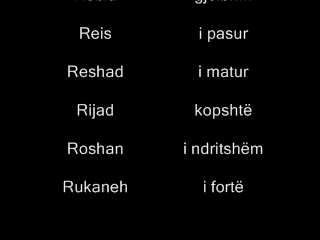 Reis i pasur
Reshad i matur
Rijad kopshtë
Roshan i ndritshëm
Rukaneh i fortë